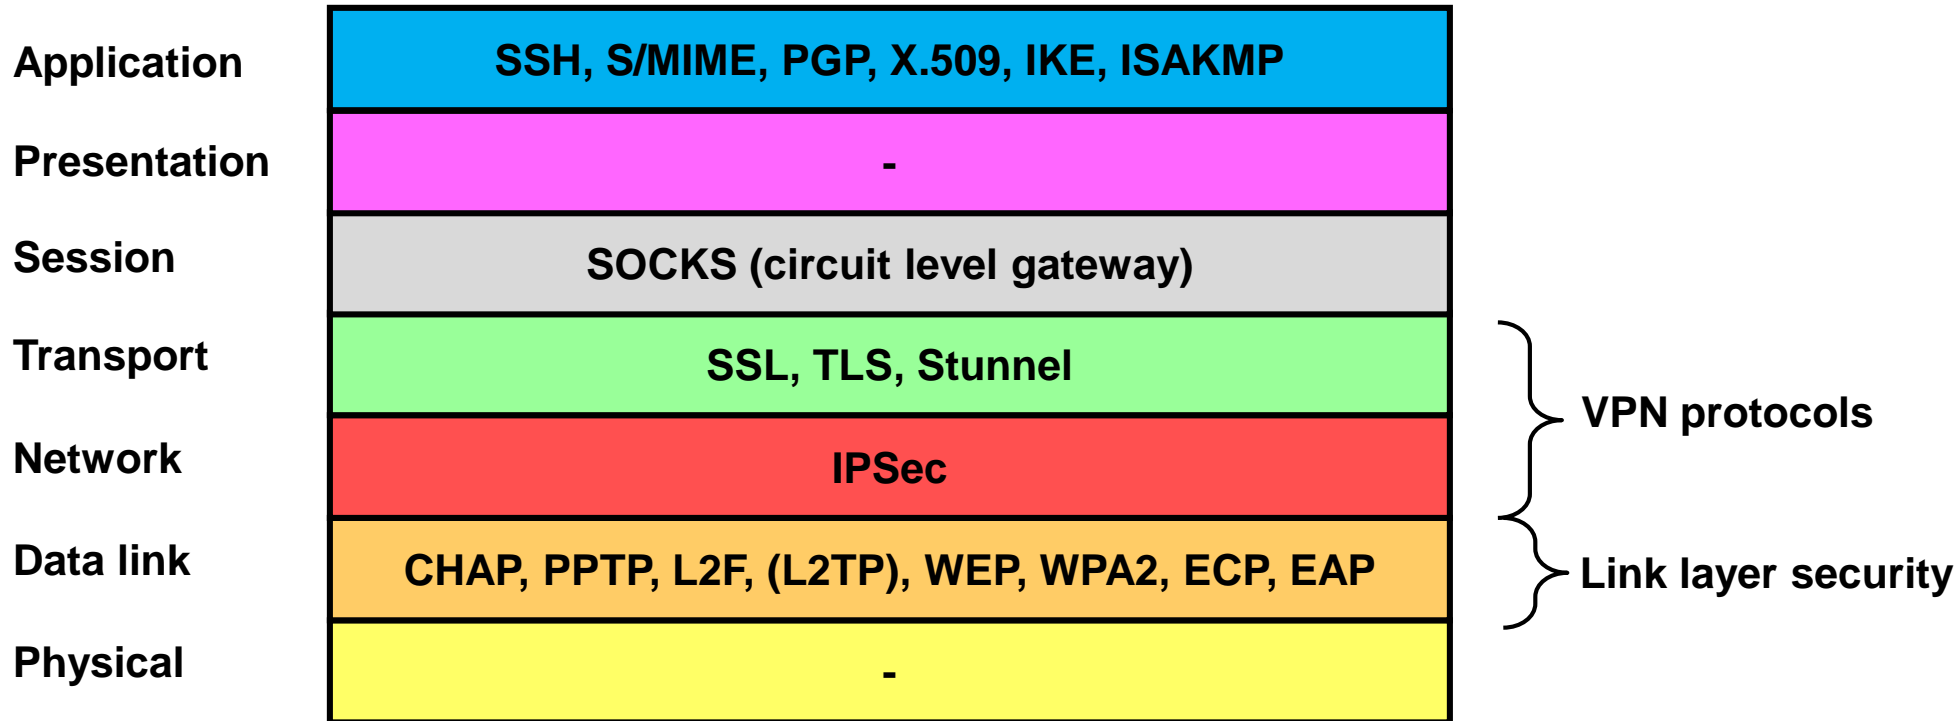 Application
SSH, S/MIME, PGP, X.509, IKE, ISAKMP
Presentation
-
Session
SOCKS (circuit level gateway)
Transport
SSL, TLS, Stunnel
VPN protocols
Network
IPSec
Data link
CHAP, PPTP, L2F, (L2TP), WEP, WPA2, ECP, EAP
Link layer security
Physical
-